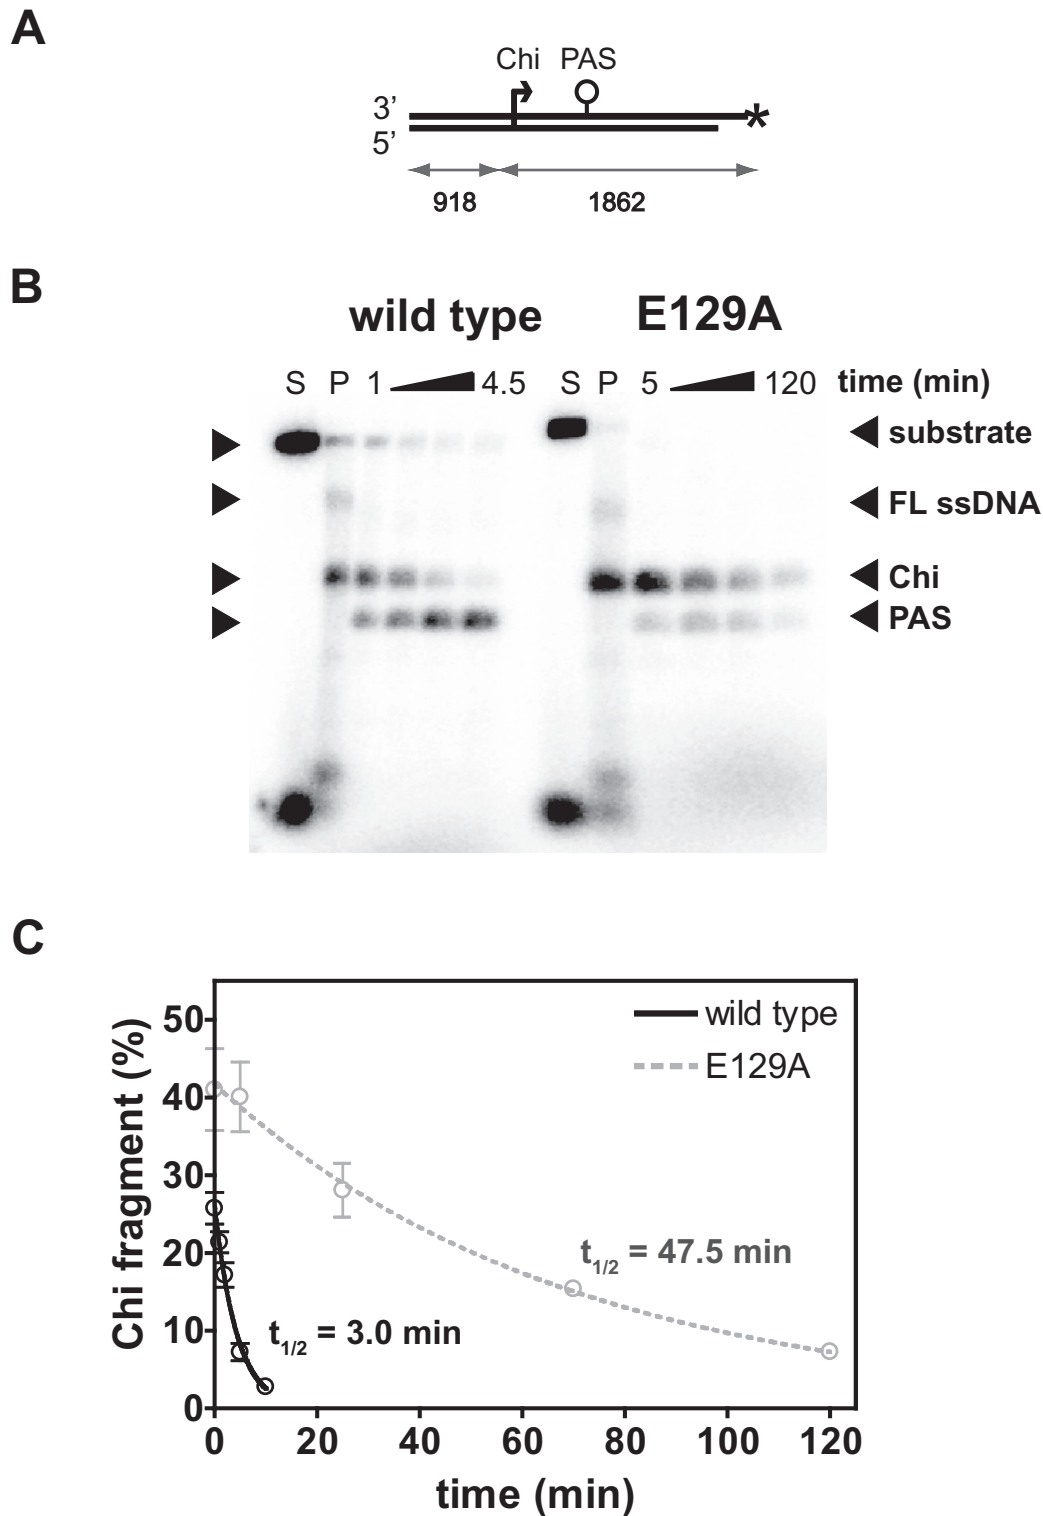 A
Chi PAS
3’
5’
*
918 1862
B
wild type E129A
S P 1 4.5 S P 5 120 time (min)
substrate
FL ssDNA
Chi
PAS
C
Chi fragment (%)
50
40
30
20
10
0
wild type
E129A
t1/2 = 47.5 min
t1/2 = 3.0 min
0 20 40 60 80 100 120
time (min)